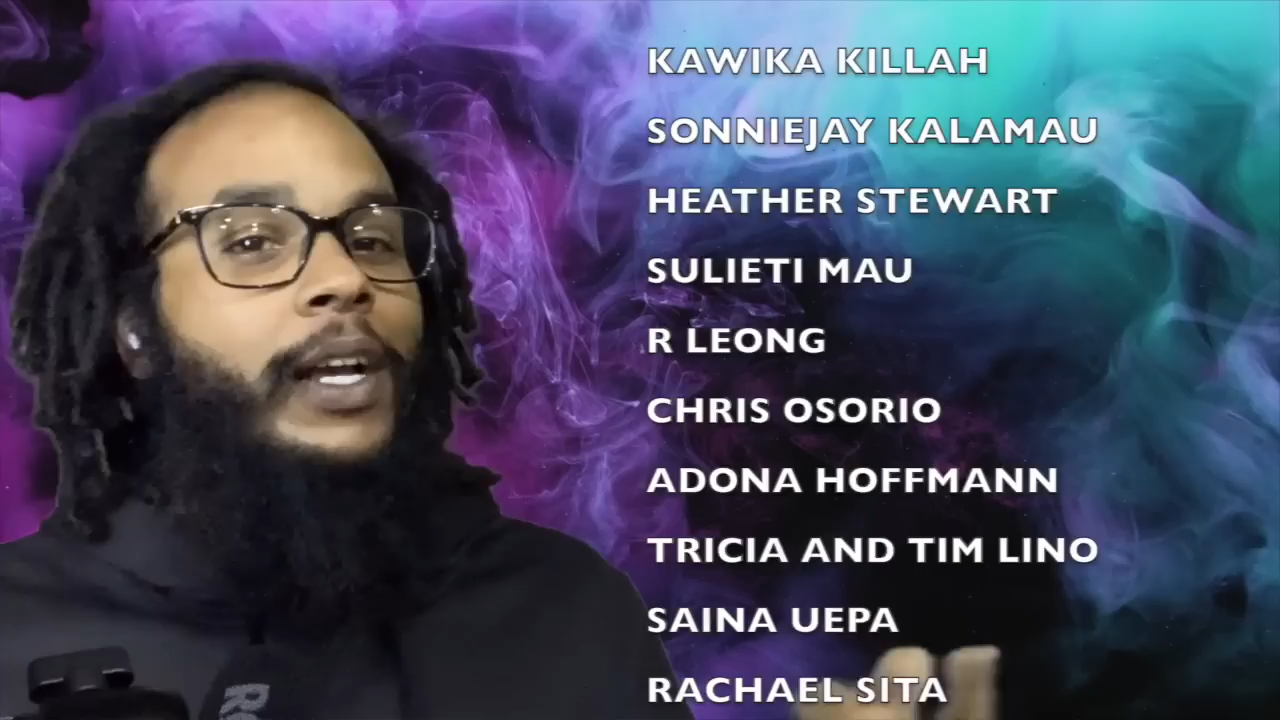 KAWIKA KILLAH
SONNIEJAY KALAMAU
HEATHER STEWART
SULIETI MAU
R LEONG
CHRIS OSORIO
ADONA HOFFMANN
TRICIA AND TIM LINO
SAINA UEPA
RACHAEL SITA